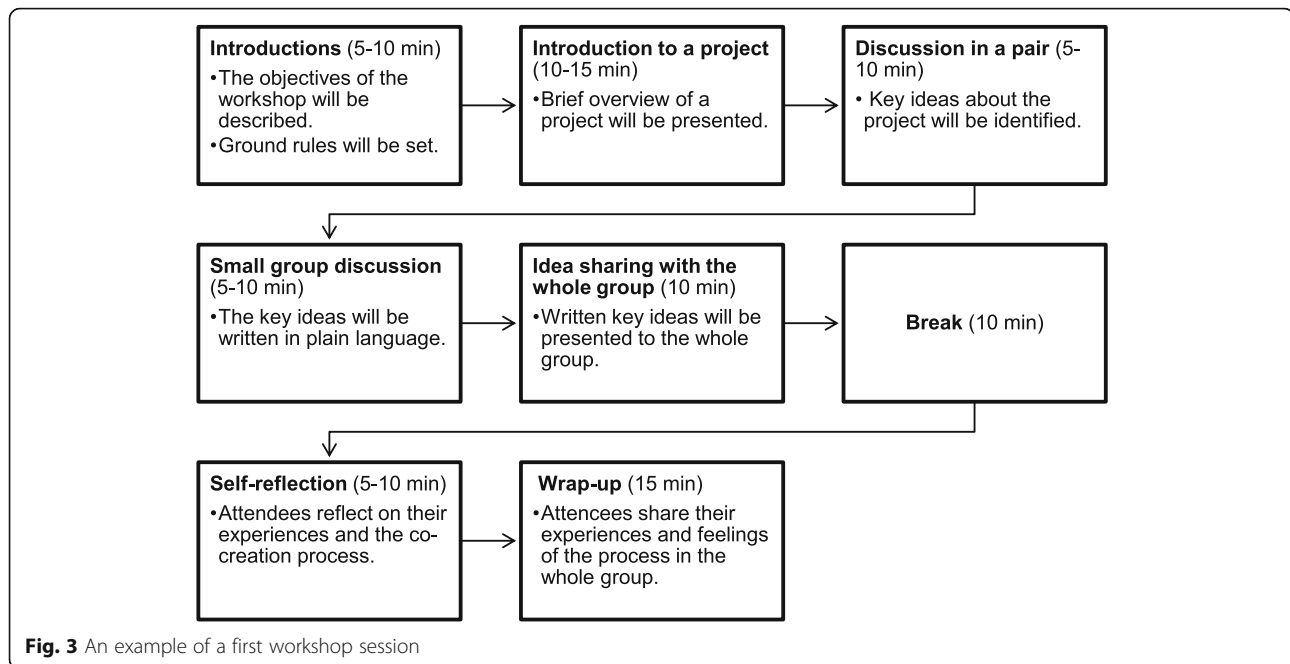 Introductions (5-10 min)
•The objectives of the
workshop will be
described.
•Ground rules will be set.
Introduction to a project
(10-15 min)
•Brief overview of a
project will be presented.
Discussion in a pair (5-
10 min)
• Key ideas about the
project will be identified.
Small group discussion
(5-10 min)
•The key ideas will be
written in plain language.
Idea sharing with the
whole group (10 min)
•Written key ideas will be
presented to the whole
group.
Break (10 min)
Self-reflection (5-10 min)
•Attendees reflect on their
experiences and the co-
creation process.
Wrap-up (15 min)
•Attencees share their
experiences and feelings
of the process in the
whole group.
Fig. 3 An example of a first workshop session